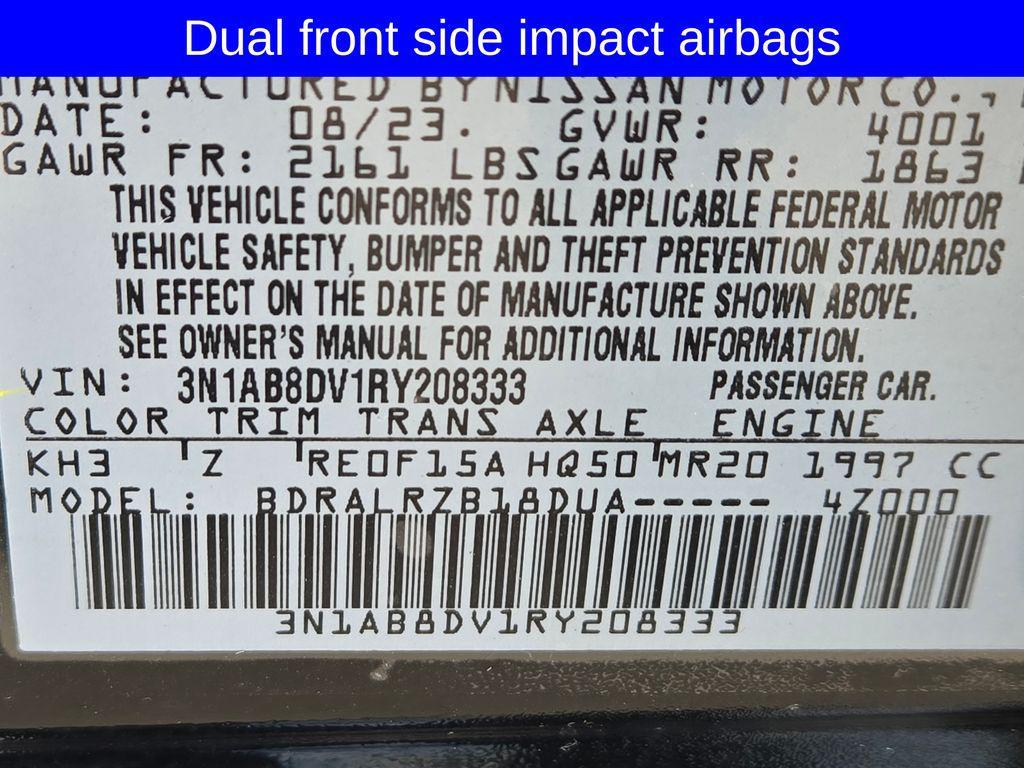 Dual front side impact airbags
MANUFACTURED BY NISSAN MOTOR CO.,
DATE: 08/23. GVWR: 4001
GAWR FR: 2161 LBS GAWR RR: 1863
THIS VEHICLE CONFORMS TO ALL APPLICABLE FEDERAL MOTOR
VEHICLE SAFETY, BUMPER AND THEFT PREVENTION STANDARDS
IN EFFECT ON THE DATE OF MANUFACTURE SHOWN ABOVE.
SEE OWNER'S MANUAL FOR ADDITIONAL INFORMATION.
VIN: 3N1AB8DV1RY208333 PASSENGER CAR.
COLOR TRIM TRANS AXLE ENGINE
KH3 Z RE0F15A HQ50 MR20 1997 CC
MODEL: BDRALRZB18DUA----- 4Z000
3N1AB8DV1RY208333